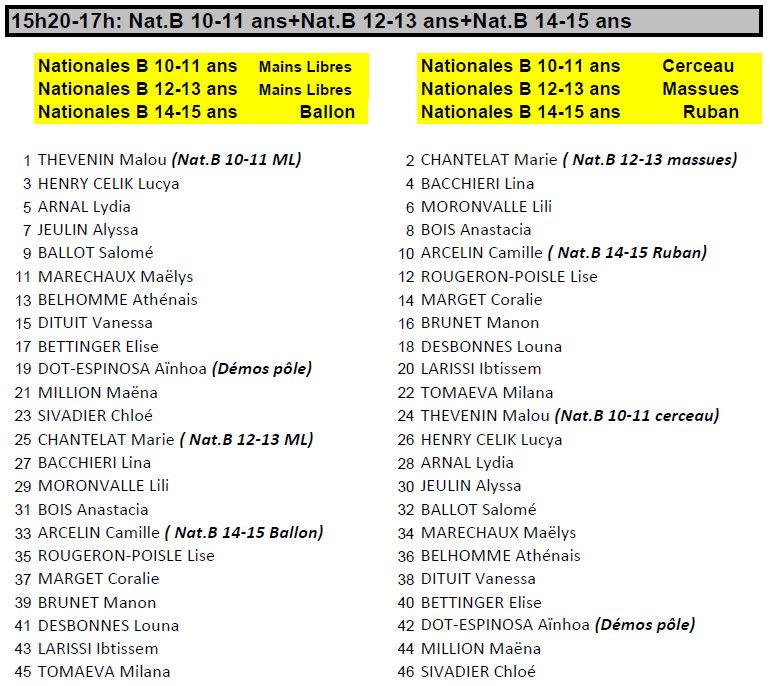 15h20-17h: Nat.B 10-11 ans+Nat.B 12-13 ans+Nat.B 14-15 ans
Nationales B 10-11 ans Mains Libres
Nationales B 12-13 ans Mains Libres
Nationales B 14-15 ans Ballon
Nationales B 10-11 ans Cerceau
Nationales B 12-13 ans Massues
Nationales B 14-15 ans Ruban
1 THEVENIN Malou (Nat.B 10-11 ML)
3 HENRY CELIK Lucya
5 ARNAL Lydia
7 JEULIN Alyssa
9 BALLOT Salomé
11 MARECHAUX Maëlys
13 BELHOMME Athénais
15 DITUIT Vanessa
17 BETTINGER Elise
19 DOT-ESPINOSA Aïnhoa (Démos pôle)
21 MILLION Maëna
23 SIVADIER Chloé
25 CHANTELAT Marie ( Nat.B 12-13 ML)
27 BACCHIERI Lina
29 MORONVALLE Lili
31 BOIS Anastacia
33 ARCELIN Camille ( Nat.B 14-15 Ballon)
35 ROUGERON-POISLE Lise
37 MARGET Coralie
39 BRUNET Manon
41 DESBONNES Louna
43 LARISSI Ibtissem
45 TOMAEVA Milana
2 CHANTELAT Marie ( Nat.B 12-13 massues)
4 BACCHIERI Lina
6 MORONVALLE Lili
8 BOIS Anastacia
10 ARCELIN Camille ( Nat.B 14-15 Ruban)
12 ROUGERON-POISLE Lise
14 MARGET Coralie
16 BRUNET Manon
18 DESBONNES Louna
20 LARISSI Ibtissem
22 TOMAEVA Milana
24 THEVENIN Malou (Nat.B 10-11 cerceau)
26 HENRY CELIK Lucya
28 ARNAL Lydia
30 JEULIN Alyssa
32 BALLOT Salomé
34 MARECHAUX Maëlys
36 BELHOMME Athénais
38 DITUIT Vanessa
40 BETTINGER Elise
42 DOT-ESPINOSA Aïnhoa (Démos pôle)
44 MILLION Maëna
46 SIVADIER Chloé